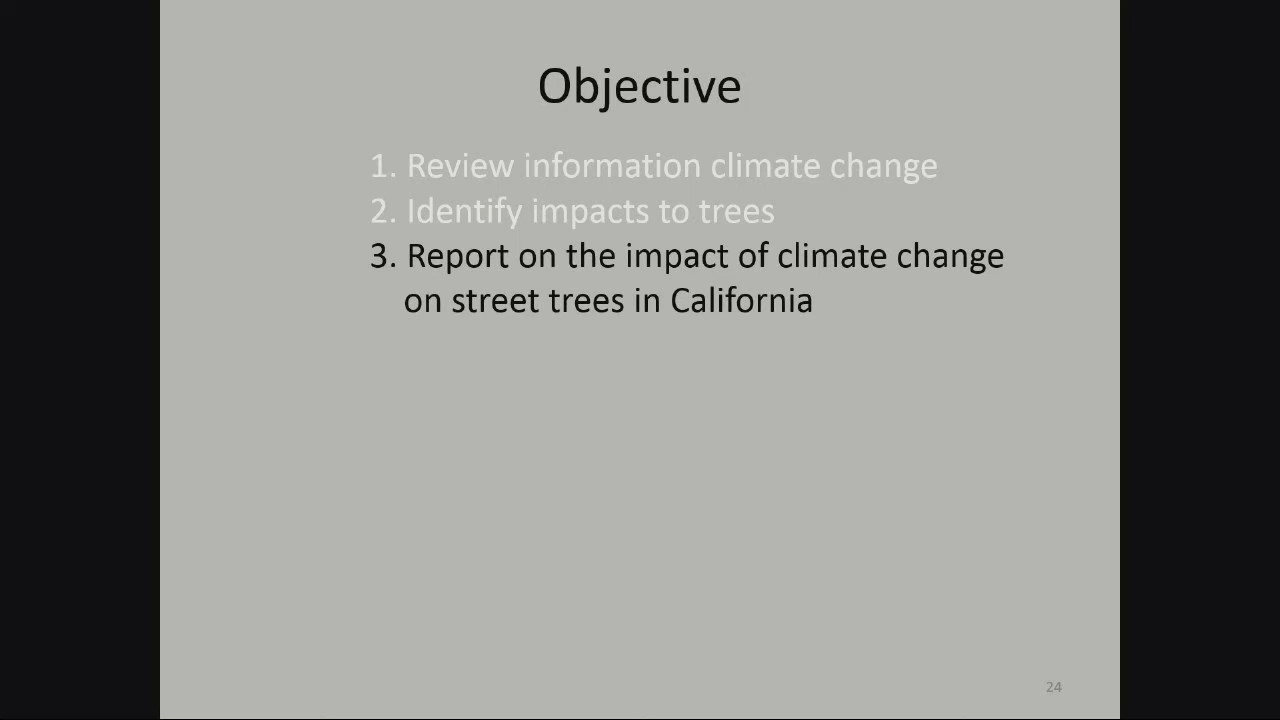 Objective
1. Review information climate change
2. Identify impacts to trees
3. Report on the impact of climate change
on street trees in California
24